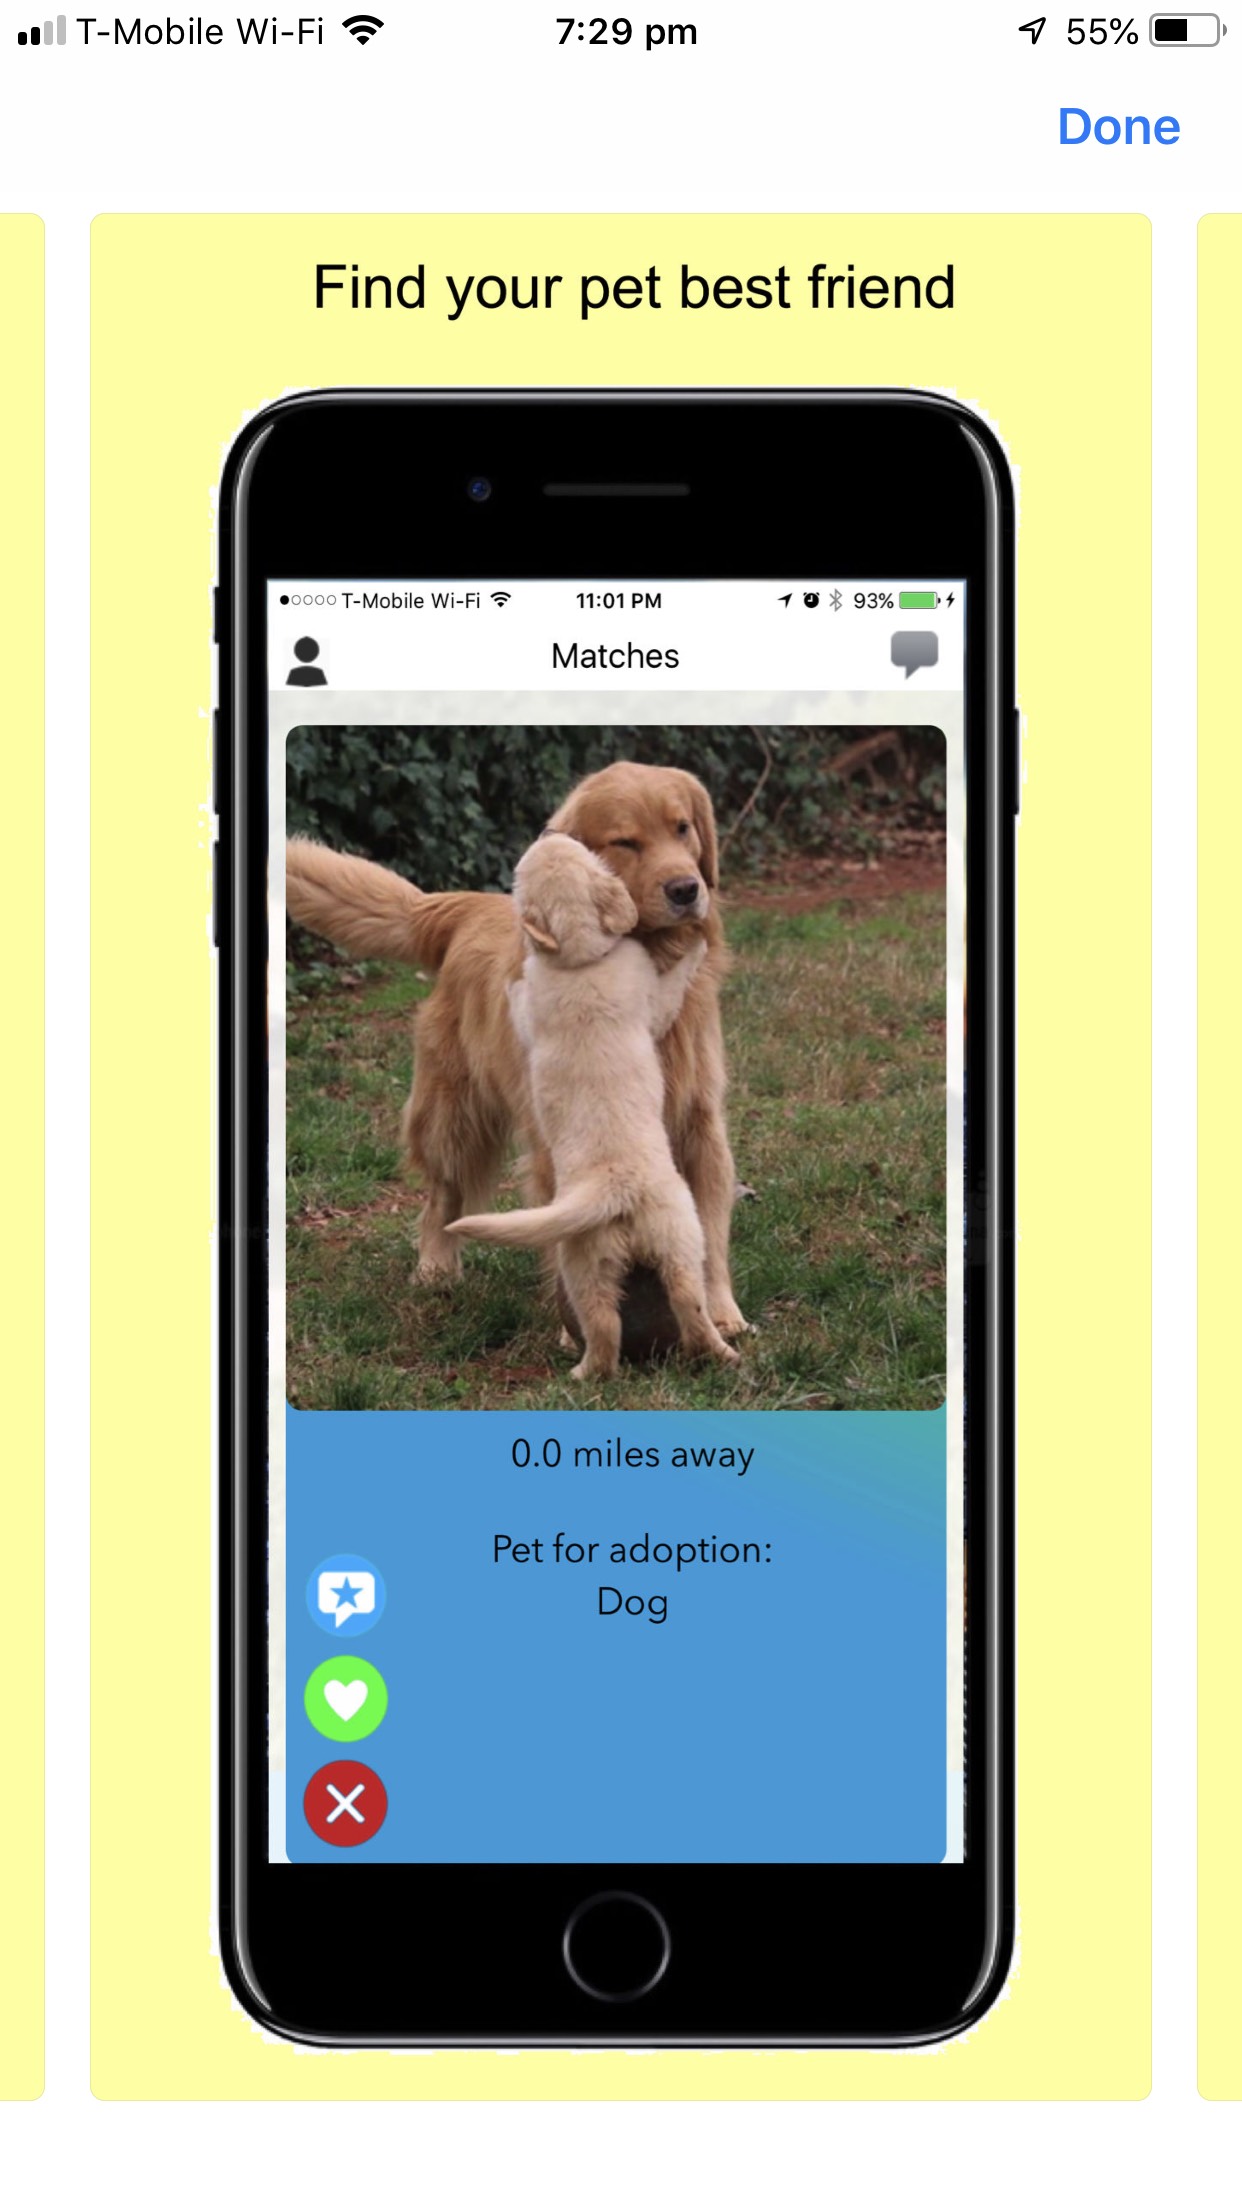 T-Mobile Wi-Fi 7:29 pm 55%
Done
Find your pet best friend
T-Mobile Wi-Fi 11:01 PM 93%
Matches
0.0 miles away
Pet for adoption:
Dog